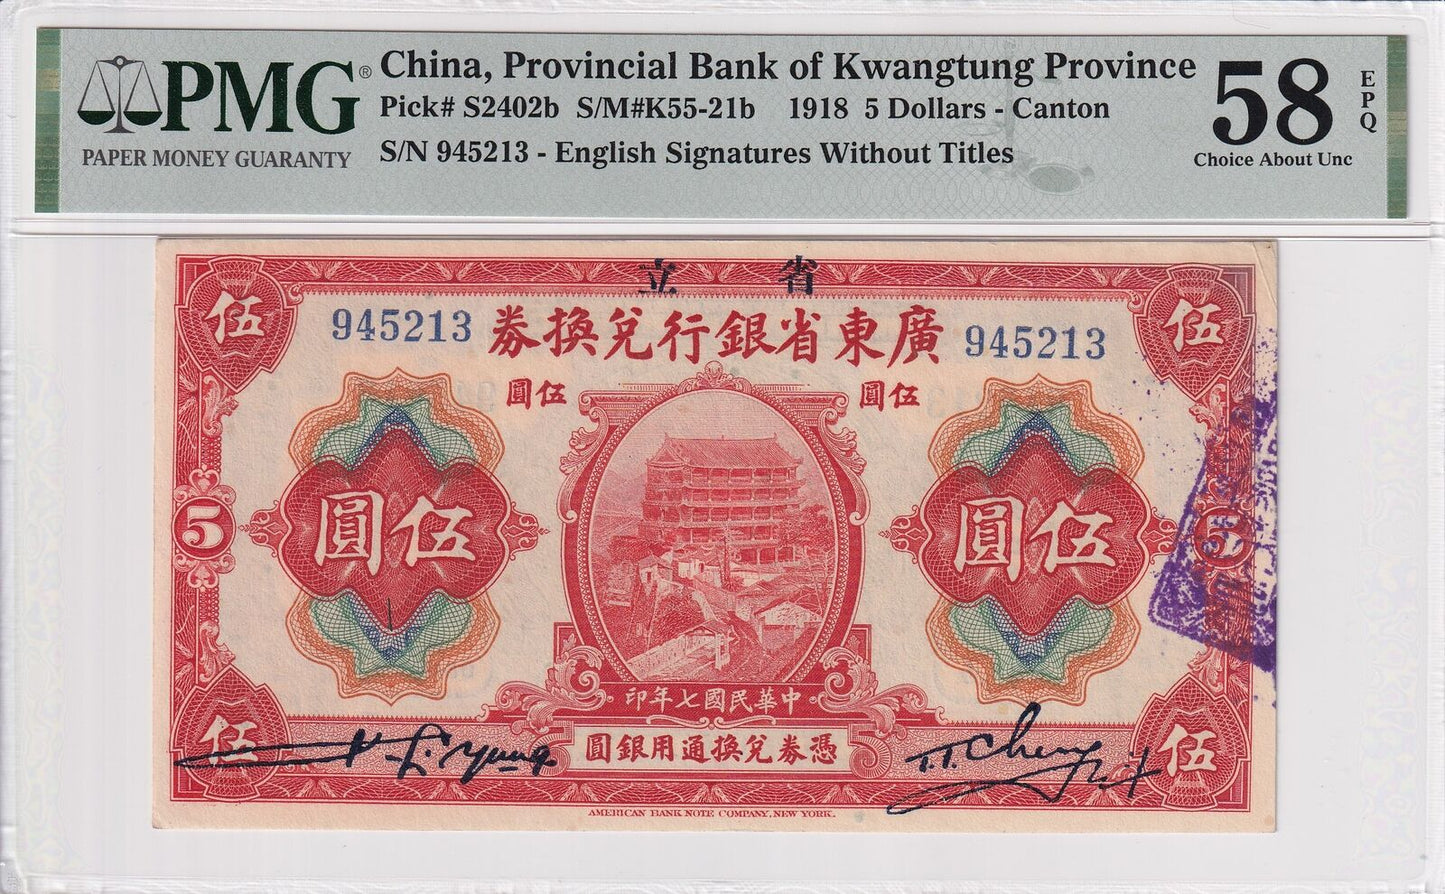 PMG®
PAPER MONEY GUARANTY
China, Provincial Bank of Kwangtung Province
Pick# S2402b S/M#K55-21b 1918 5 Dollars - Canton
S/N 945213 - English Signatures Without Titles
58
EPQ
Choice About Unc
省立
伍 伍
945213 廣東省銀行兌換券 945213
伍圓 伍圓
伍圓 伍圓
5 5
中華民國七年印
憑券兌換通用銀圓
伍 伍
AMERICAN BANK NOTE COMPANY, NEW YORK.